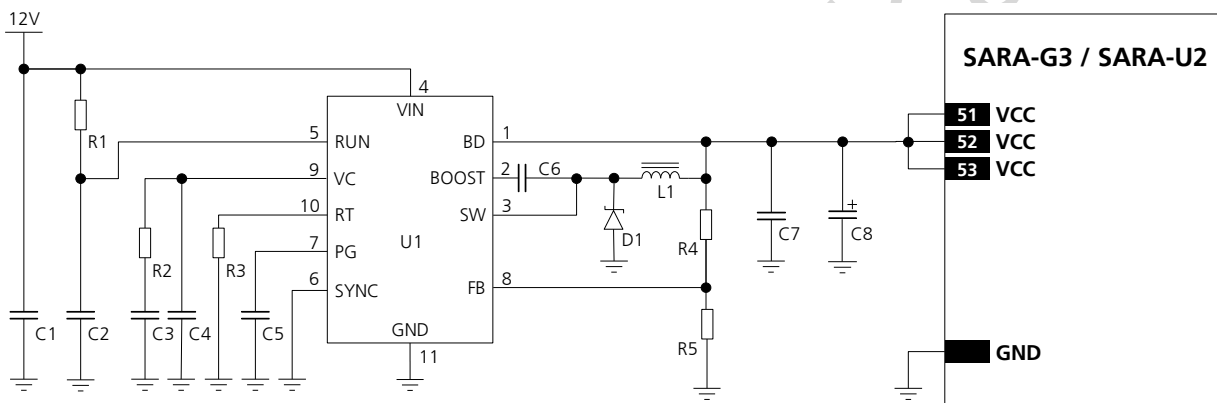 12V
SARA-G3 / SARA-U2
4
VIN
51 VCC
R1
5 RUN
BD 1
52 VCC
9 VC
BOOST 2
C6
53 VCC
L1
10 RT
SW 3
U1
D1
C7
C8
R2
R3
7 PG
R4
6 SYNC
FB 8
C1
C2
C3
C4
C5
GND
11
R5
GND